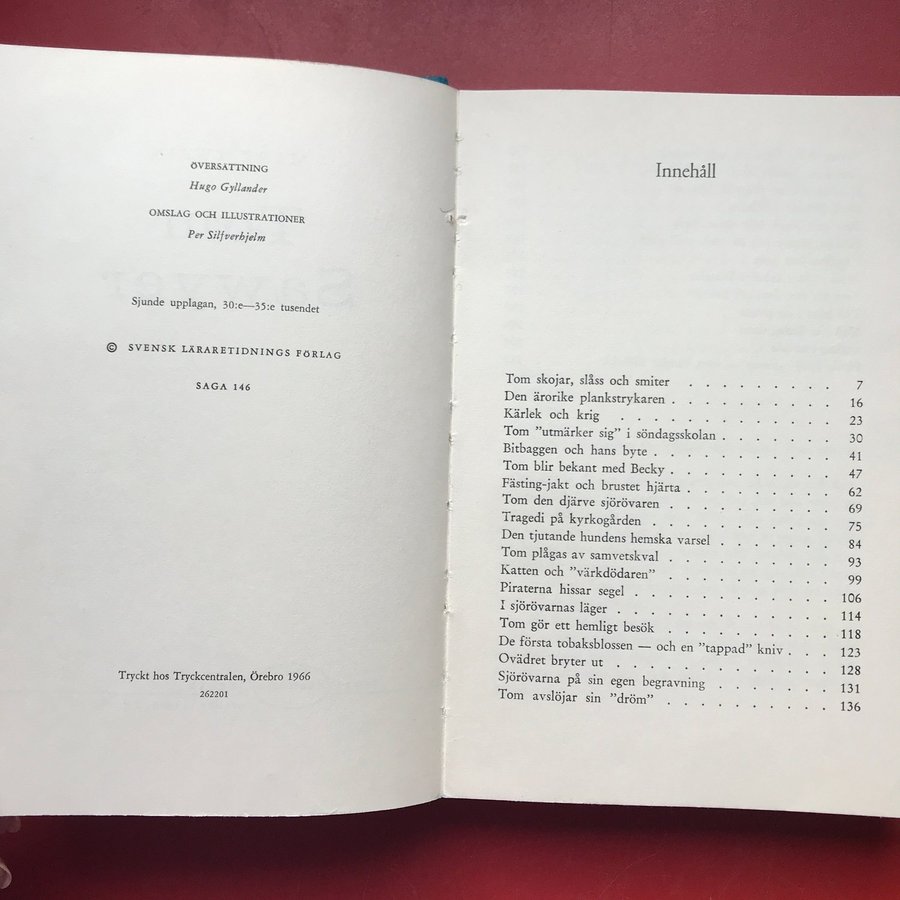 ÖVERSÄTTNING
Hugo Gyllander
OMSLAG OCH ILLUSTRATIONER
Per Silfverhjelm
Sjunde upplagan, 30:e—35:e tusendet
© SVENSK LÄRARETIDNINGS FÖRLAG
SAGA 146
Tryckt hos Tryckcentralen, Örebro 1966
262201
Innehåll
Tom skojar, slåss och smiter . . . . . . . . . 7
Den ärorike plankstrykaren . . . . . . . . . . 16
Kärlek och krig . . . . . . . . . . . . . 23
Tom ”utmärker sig” i söndagsskolan . . . . . . . 30
Bitbaggen och hans byte . . . . . . . . . . . 41
Tom blir bekant med Becky . . . . . . . . . . 47
Fästing-jakt och brustet hjärta . . . . . . . . . 62
Tom den djärve sjörövaren . . . . . . . . . . 69
Tragedi på kyrkogården . . . . . . . . . . . 75
Den tjutande hundens hemska varsel . . . . . . . 84
Tom plågas av samvetskval . . . . . . . . . . 93
Katten och ”värkdödaren” . . . . . . . . . . 99
Piraterna hissar segel . . . . . . . . . . . . 106
I sjörövarnas läger . . . . . . . . . . . . . 114
Tom gör ett hemligt besök . . . . . . . . . . 118
De första tobaksblossen — och en ”tappad” kniv . . . 123
Ovädret bryter ut . . . . . . . . . . . . . 128
Sjörövarna på sin egen begravning . . . . . . . . 131
Tom avslöjar sin ”dröm” . . . . . . . . . . 136